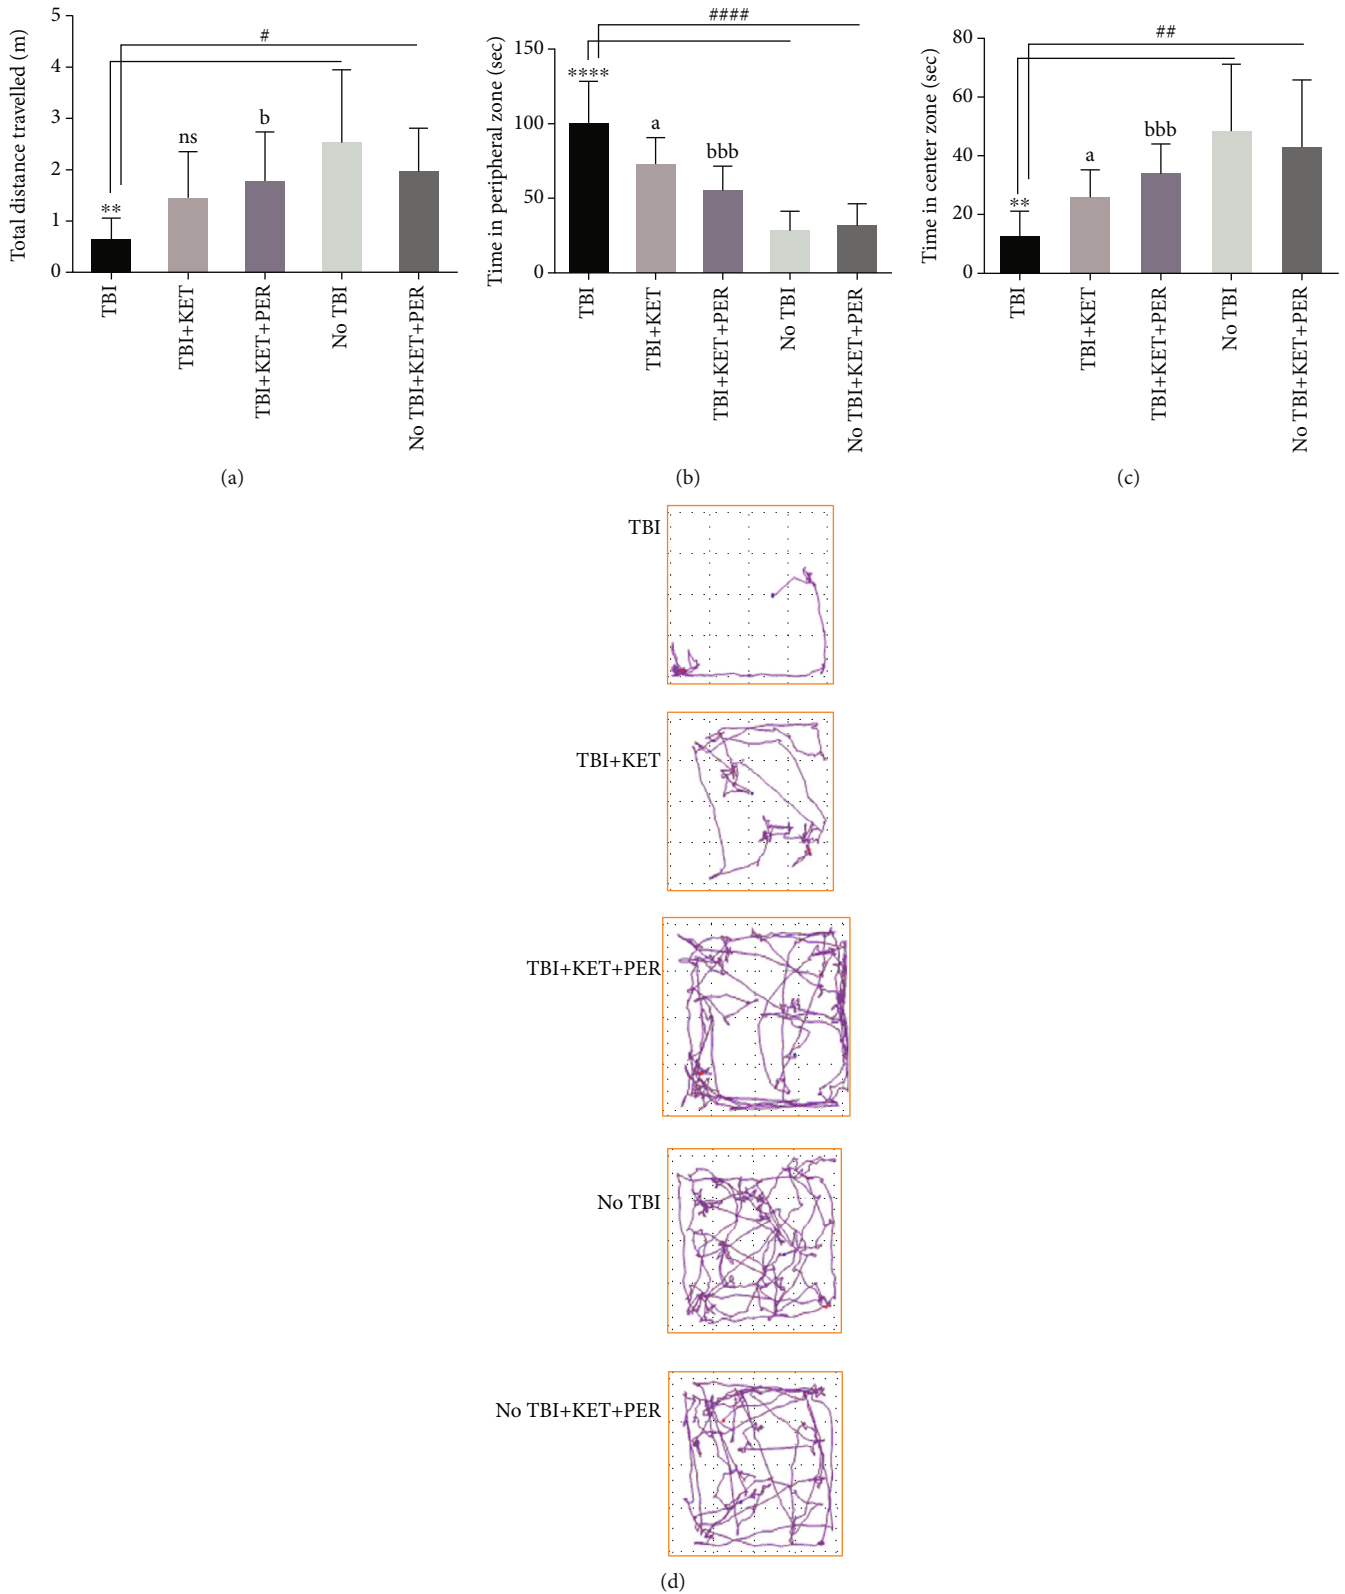 Total distance travelled (m)
5
4
3
2
1
0
#
**
ns
b
TBI
TBI+KET
TBI+KET+PER
No TBI
No TBI+KET+PER
(a)
Time in peripheral zone (sec)
150
100
50
0
####
****
a
bbb
TBI
TBI+KET
TBI+KET+PER
No TBI
No TBI+KET+PER
(b)
Time in center zone (sec)
80
60
40
20
0
##
**
a
bbb
TBI
TBI+KET
TBI+KET+PER
No TBI
No TBI+KET+PER
(c)
TBI
TBI+KET
TBI+KET+PER
No TBI
No TBI+KET+PER
(d)